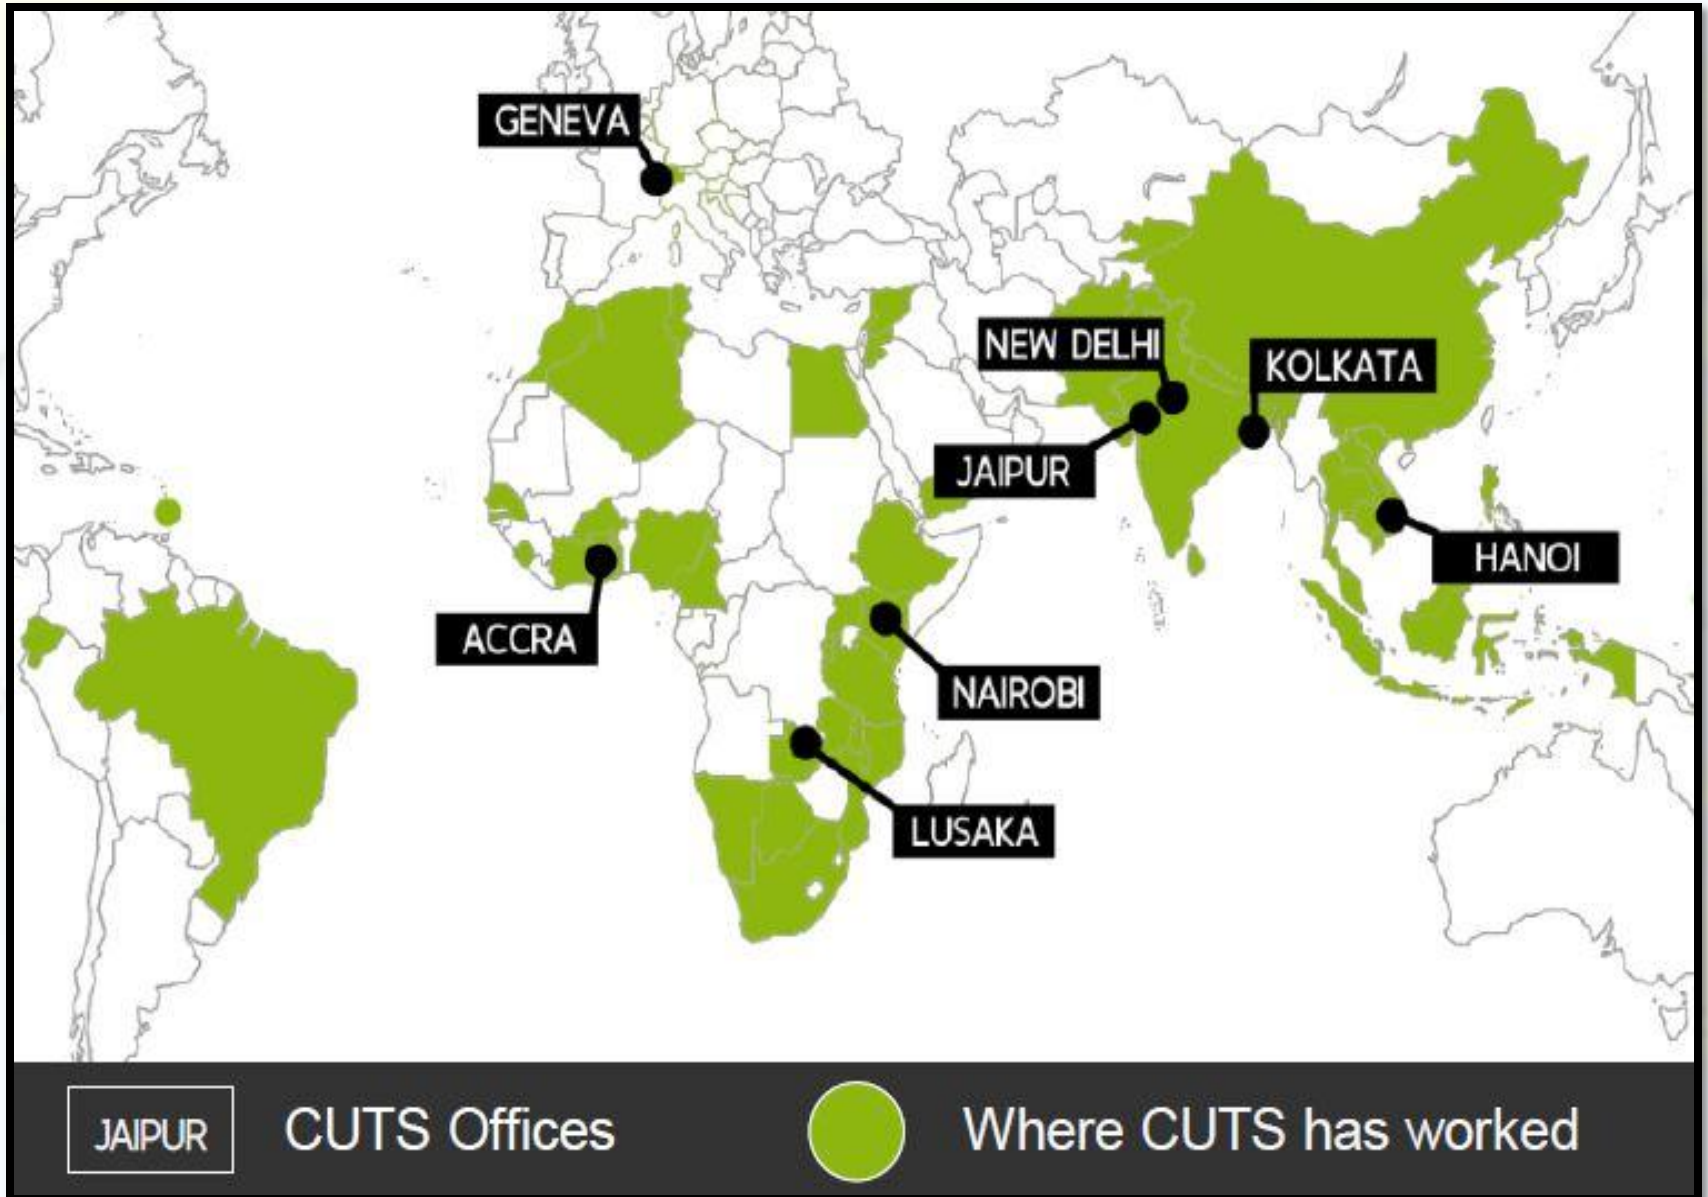 GENEVA
NEW DELHI
KOLKATA
JAIPUR
HANOI
ACCRA
NAIROBI
LUSAKA
JAIPUR CUTS Offices Where CUTS has worked